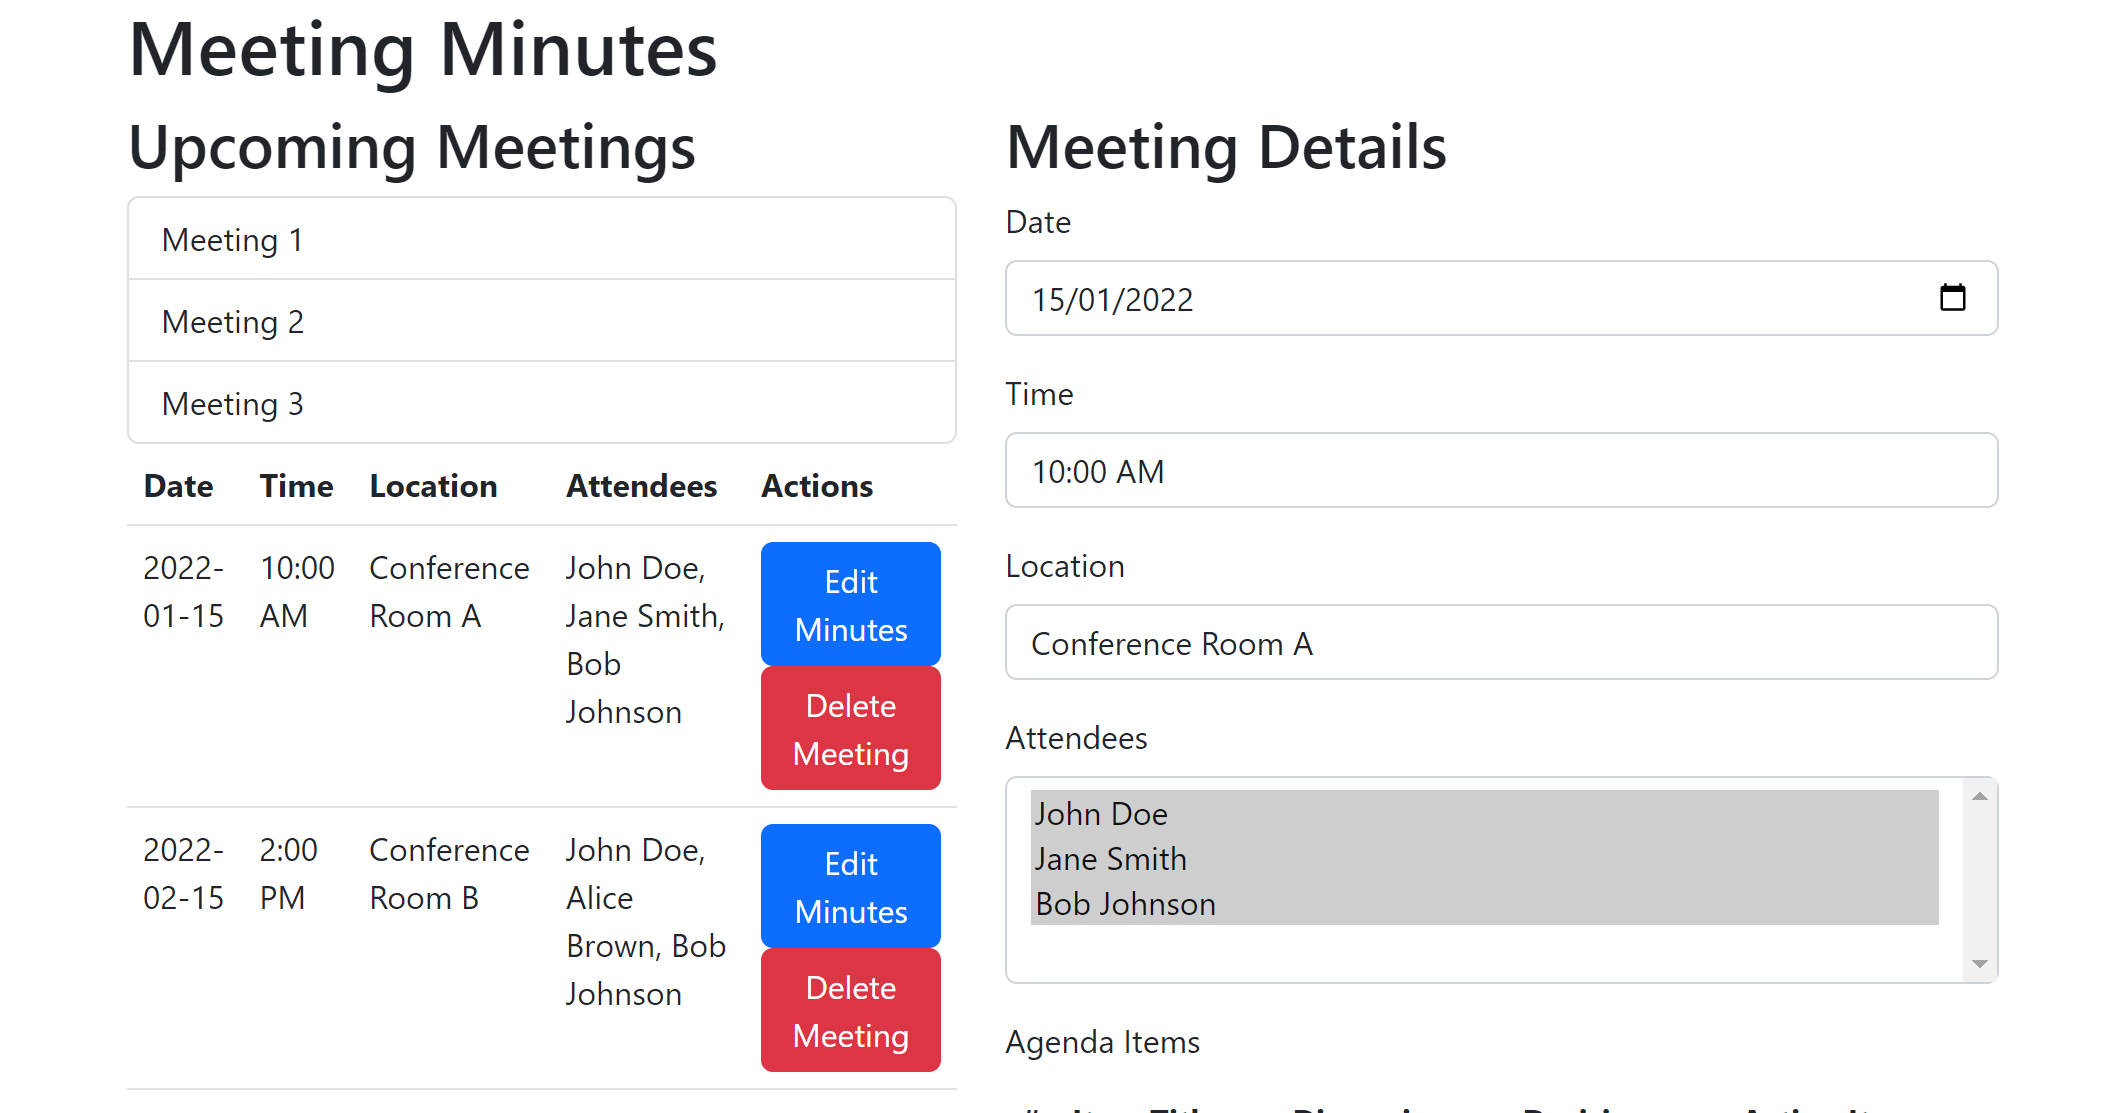 Meeting Minutes
Upcoming Meetings
Meeting 1
Meeting 2
Meeting 3
Date Time Location Attendees Actions
2022- 10:00 Conference John Doe, Edit
01-15 AM Room A Jane Smith, Minutes
Bob Delete
Johnson Meeting
2022- 2:00 Conference John Doe, Edit
02-15 PM Room B Alice Minutes
Brown, Bob Delete
Johnson Meeting
Meeting Details
Date
15/01/2022
Time
10:00 AM
Location
Conference Room A
Attendees
John Doe
Jane Smith
Bob Johnson
Agenda Items